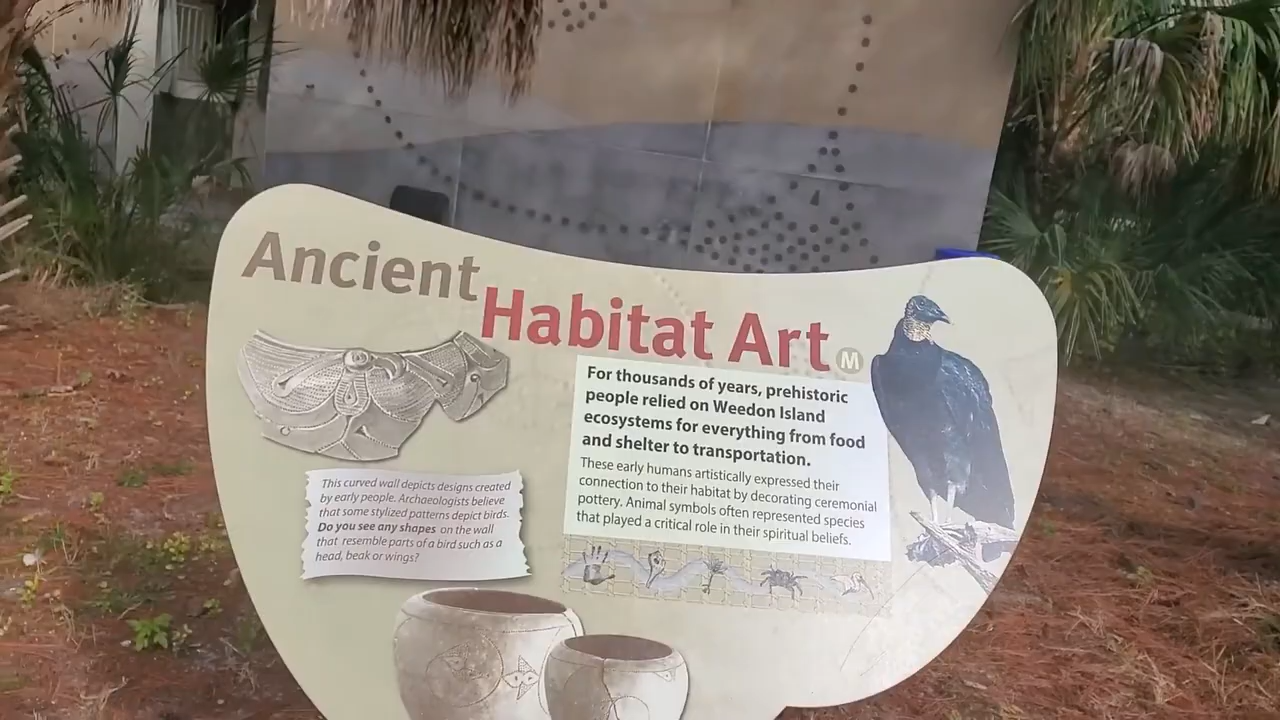 Ancient
Habitat Art M
For thousands of years, prehistoric
people relied on Weedon Island
ecosystems for everything from food
and shelter to transportation.
These early humans artistically expressed their
connection to their habitat by decorating ceremonial
pottery. Animal symbols often represented species
that played a critical role in their spiritual beliefs.
This curved wall depicts designs created
by early people. Archaeologists believe
that some stylized patterns depict birds.
Do you see any shapes on the wall
that resemble parts of a bird such as a
head, beak or wings?